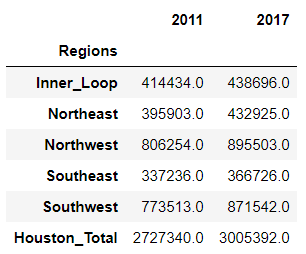 2011 2017
Regions
Inner_Loop 414434.0 438696.0
Northeast 395903.0 432925.0
Northwest 806254.0 895503.0
Southeast 337236.0 366726.0
Southwest 773513.0 871542.0
Houston_Total 2727340.0 3005392.0